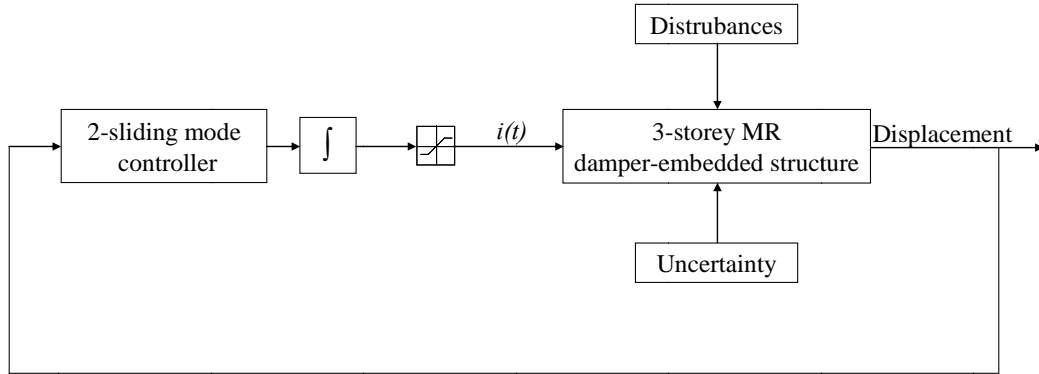 Distrubances
2-sliding mode
controller
∫
i(t)
3-storey MR
damper-embedded structure
Displacement
Uncertainty